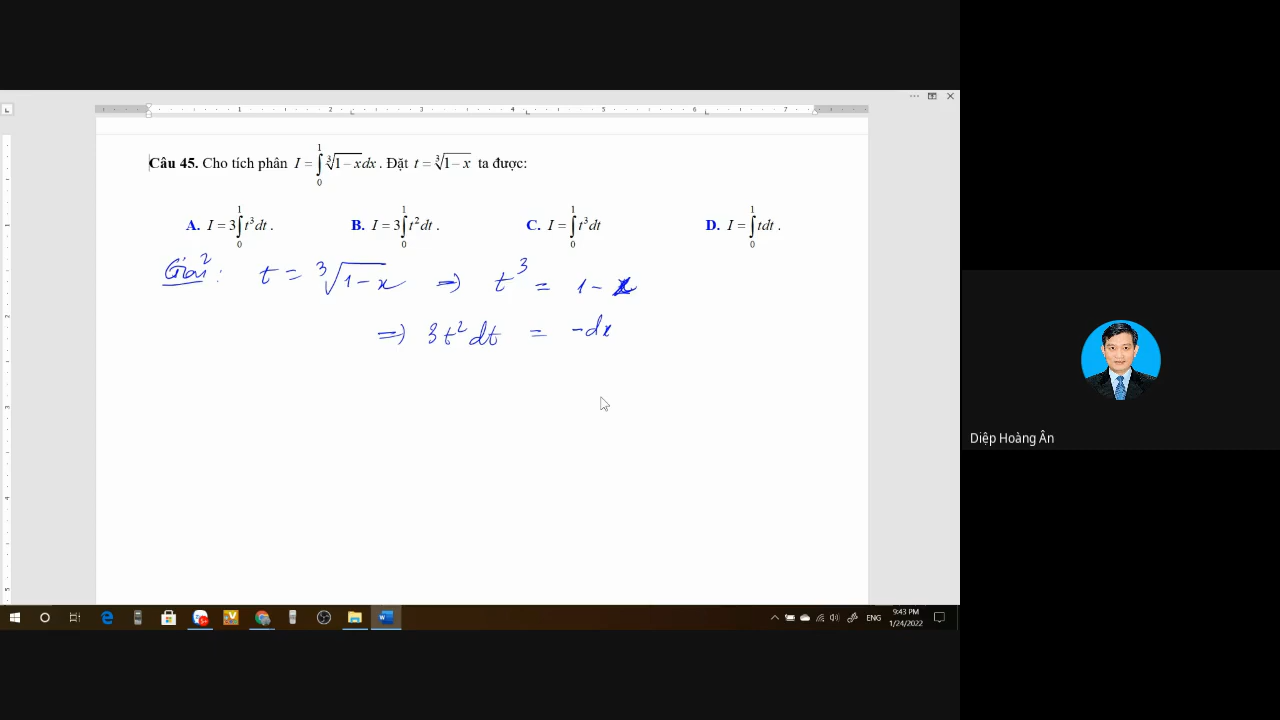 Câu 45. Cho tích phân I = ∫₀¹ ∛(1 − x) dx . Đặt t = ∛(1 − x) ta được:
A. I = 3∫₀¹ t³dt . B. I = 3∫₀¹ t²dt . C. I = ∫₀¹ t³dt D. I = ∫₀¹ tdt .
Giải: t = ∛(1 − x) => t³ = 1 − x
=> 3t²dt = −dx
Diệp Hoàng Ân
9:43 PM
ENG
1/24/2022